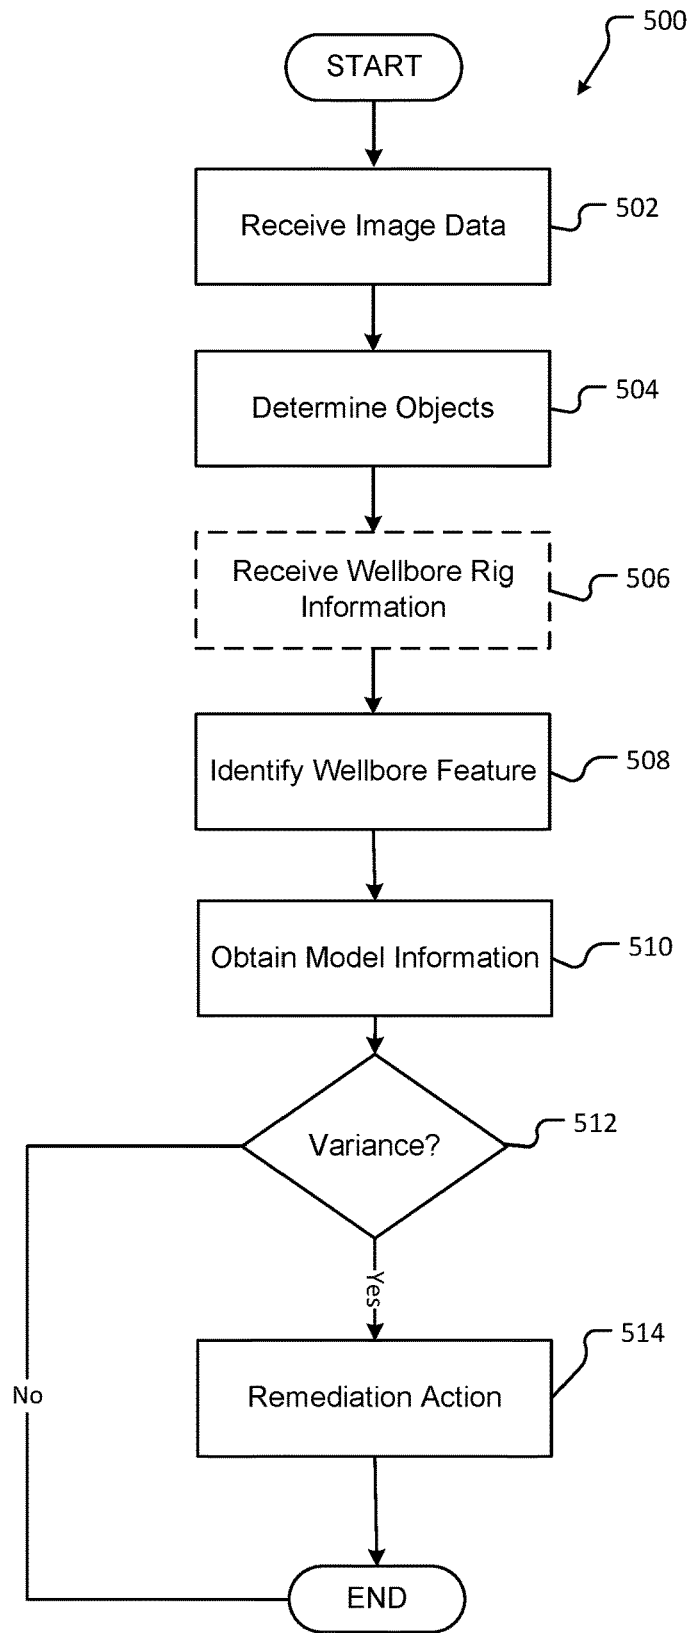 500
START
Receive Image Data
502
Determine Objects
504
Receive Wellbore Rig
Information
506
Identify Wellbore Feature
508
Obtain Model Information
510
Variance?
512
Yes
Remediation Action
514
No
END